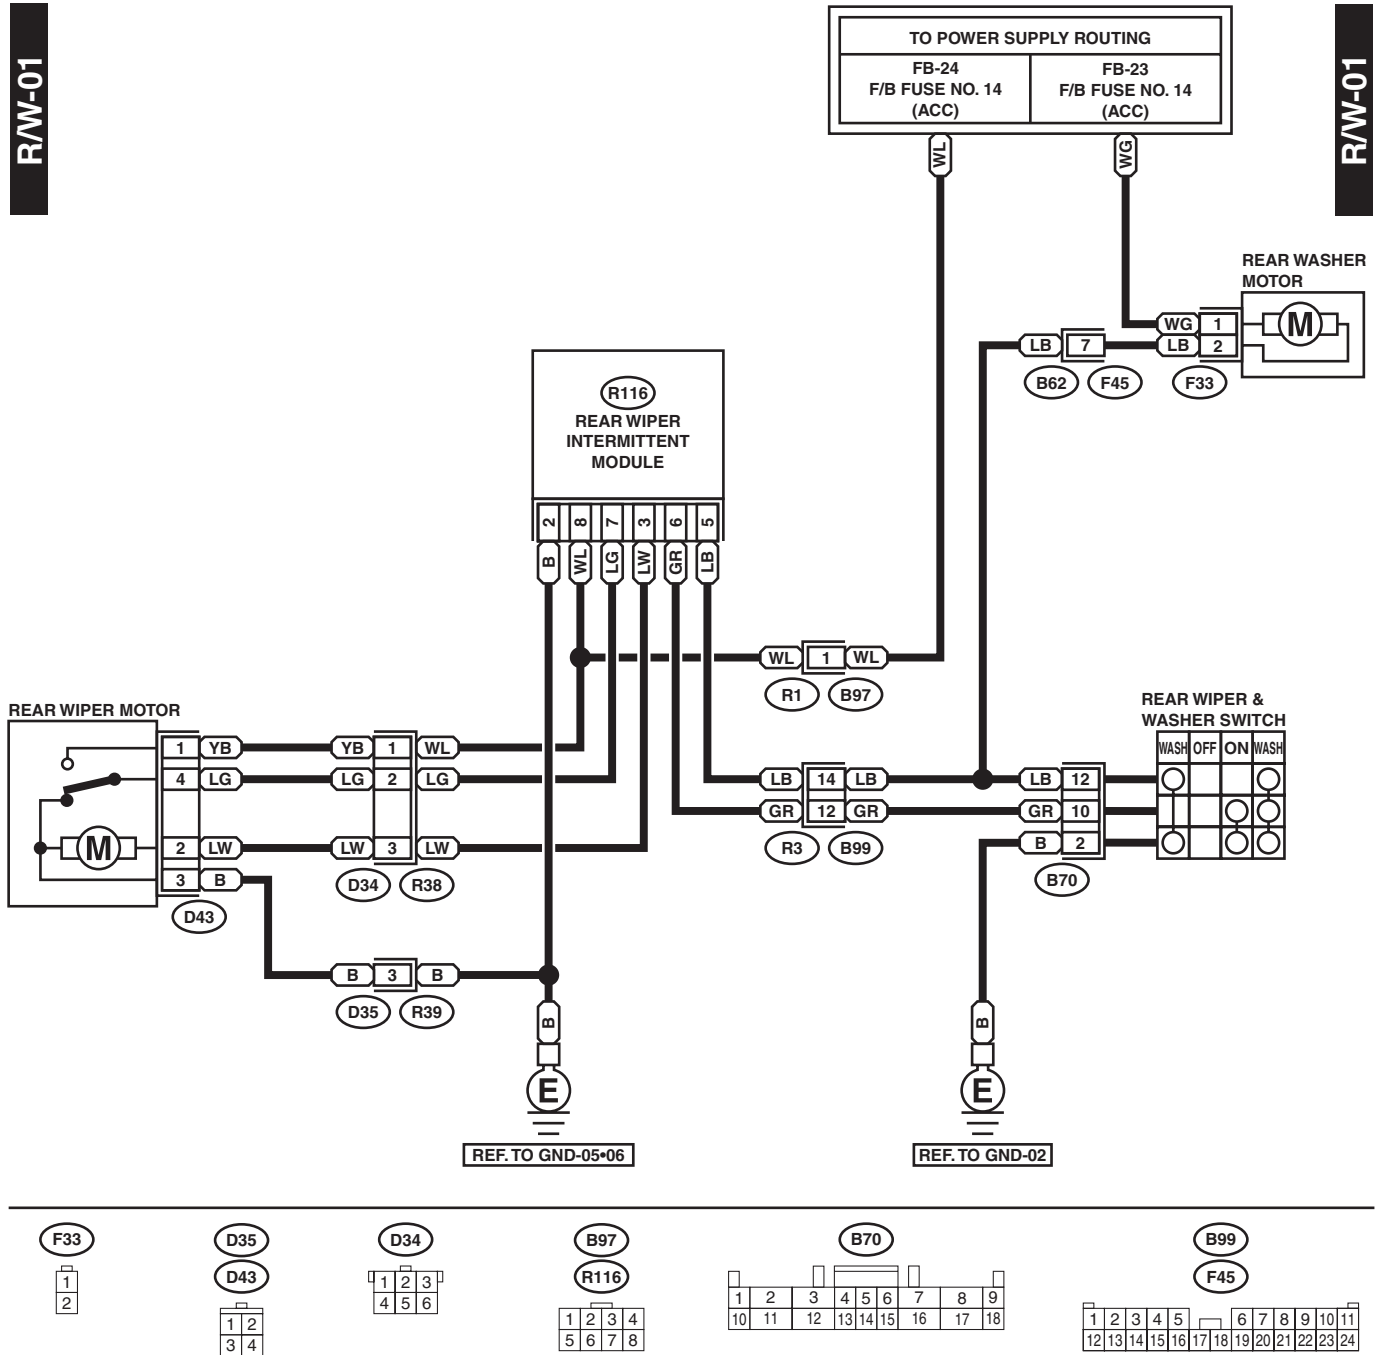 R/W-01
R/W-01
TO POWER SUPPLY ROUTING
FB-24
F/B FUSE NO. 14
(ACC)
FB-23
F/B FUSE NO. 14
(ACC)
WL
WG
REAR WASHER
MOTOR
WG 1
M
LB 7
LB 2
B62 F45 F33
R116
REAR WIPER
INTERMITTENT
MODULE
2 8 7 3 6 5
B WL LG LW GR LB
WL 1 WL
R1 B97
REAR WIPER MOTOR
1 YB YB 1 WL
4 LG LG 2 LG
M
2 LW LW 3 LW
3 B
D34 R38
D43
B 3 B
D35 R39
REAR WIPER &
WASHER SWITCH
WASH OFF ON WASH
LB 14 LB LB 12
GR 12 GR GR 10
B 2
R3 B99
B70
B
E
REF. TO GND-05•06
B
E
REF. TO GND-02
F33
1
2
D35
D43
1 2
3 4
D34
1 2 3
4 5 6
B97
R116
1 2 3 4
5 6 7 8
B70
1 2 3 4 5 6 7 8 9
10 11 12 13 14 15 16 17 18
B99
F45
1 2 3 4 5 6 7 8 9 10 11
12 13 14 15 16 17 18 19 20 21 22 23 24